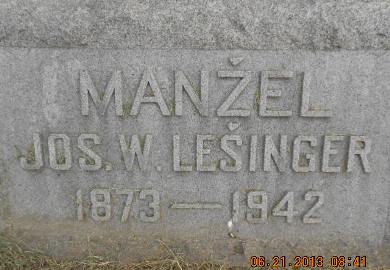 MANŽEL
JOS. W. LEŠINGER
1873 — 1942
06.21.2013 08:41